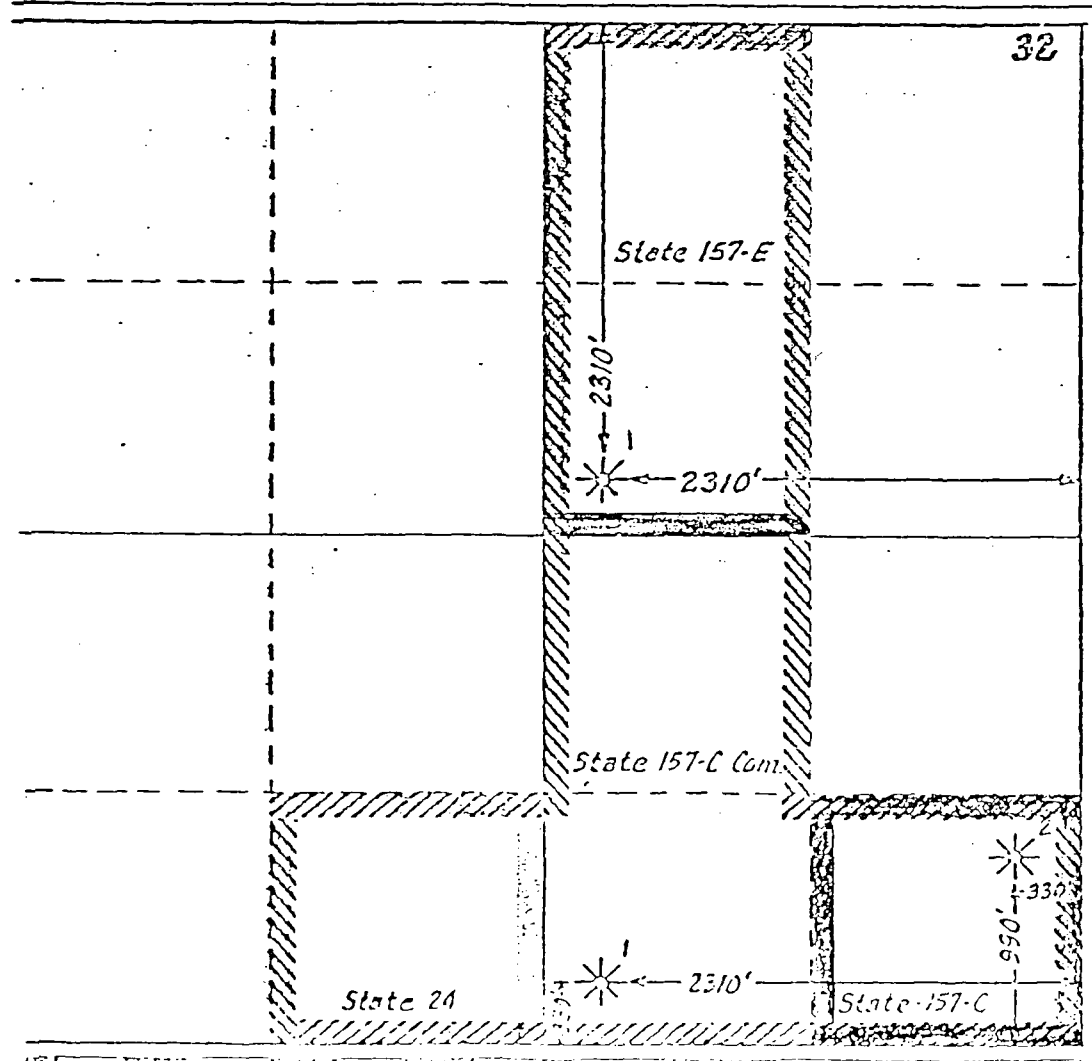 32
State 157-E
2310'
1
2310'
State 157-C Com.
2
330
990'
1
2310'
State 24
State-157-C